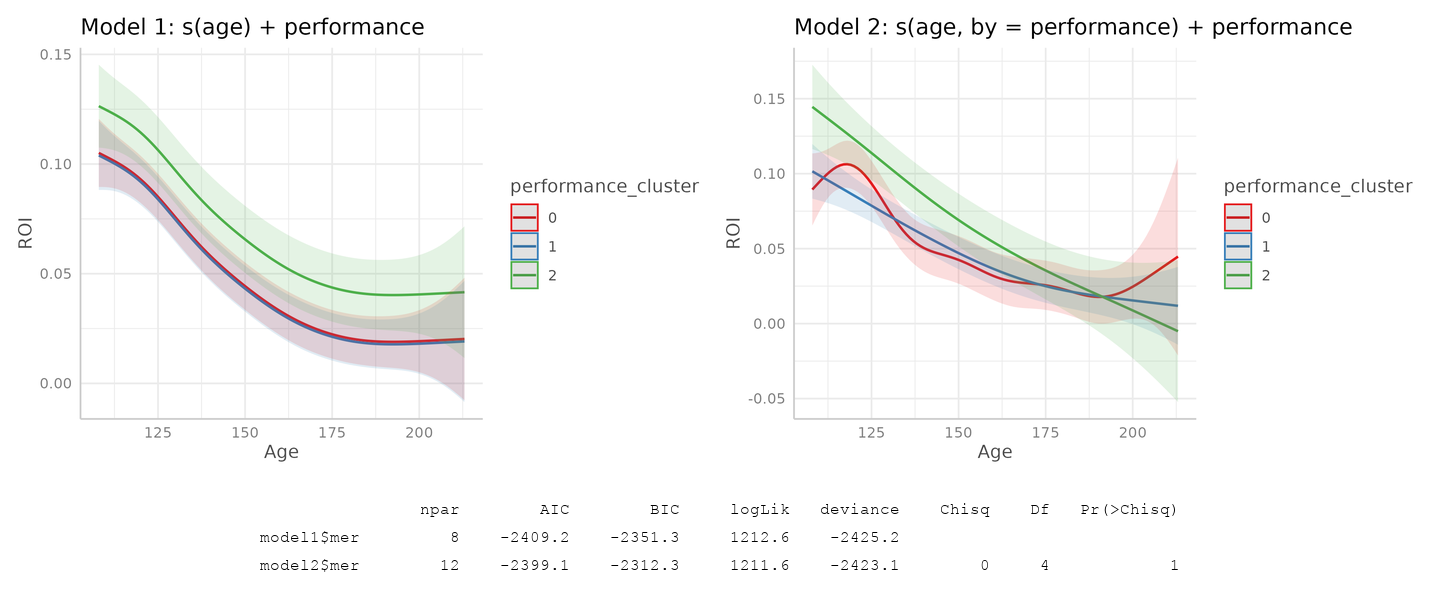 Model 1: s(age) + performance
0.15
0.10
0.05
0.00
ROI
125 150 175 200
Age
performance_cluster
0
1
2
Model 2: s(age, by = performance) + performance
0.15
0.10
0.05
0.00
-0.05
ROI
125 150 175 200
Age
performance_cluster
0
1
2
npar AIC BIC logLik deviance Chisq Df Pr(>Chisq)
model1$mer 8 -2409.2 -2351.3 1212.6 -2425.2
model2$mer 12 -2399.1 -2312.3 1211.6 -2423.1 0 4 1